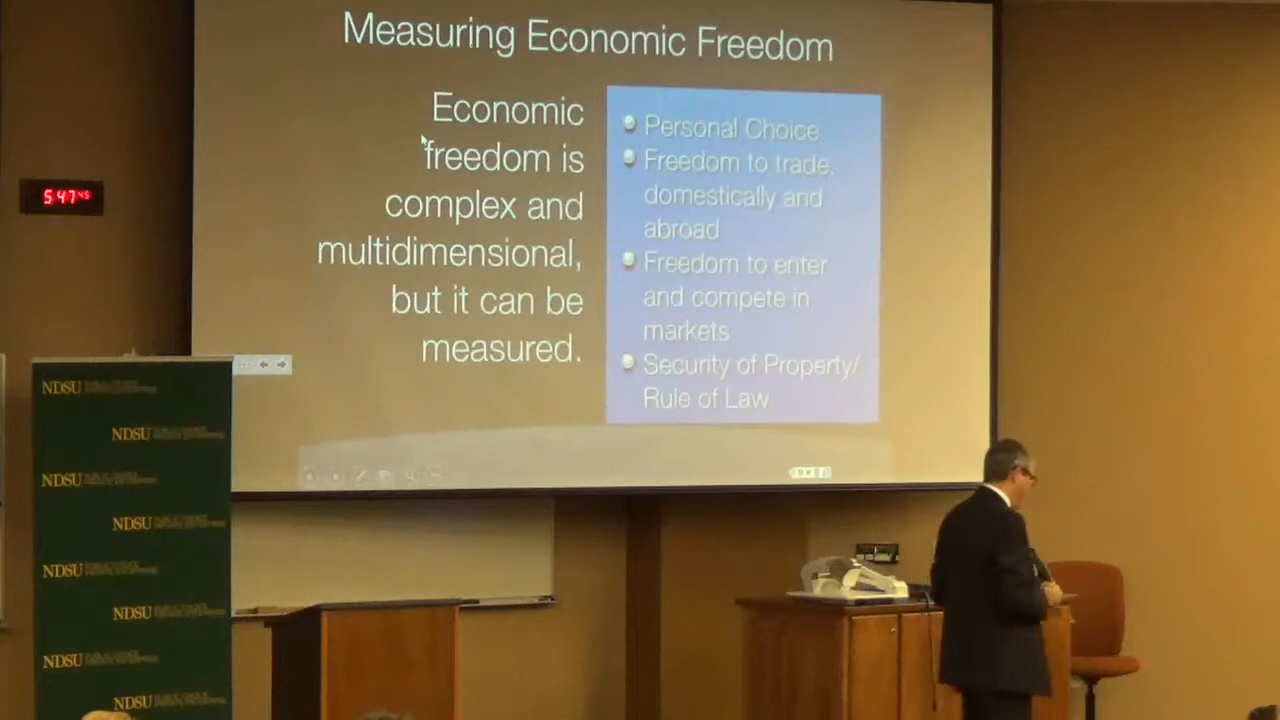 Measuring Economic Freedom
Economic
freedom is
complex and
multidimensional,
but it can be
measured.
Personal Choice
Freedom to trade,
domestically and
abroad
Freedom to enter
and compete in
markets
Security of Property/
Rule of Law
5 47 45
NDSU
NDSU
NDSU
NDSU
NDSU
NDSU
NDSU
NDSU